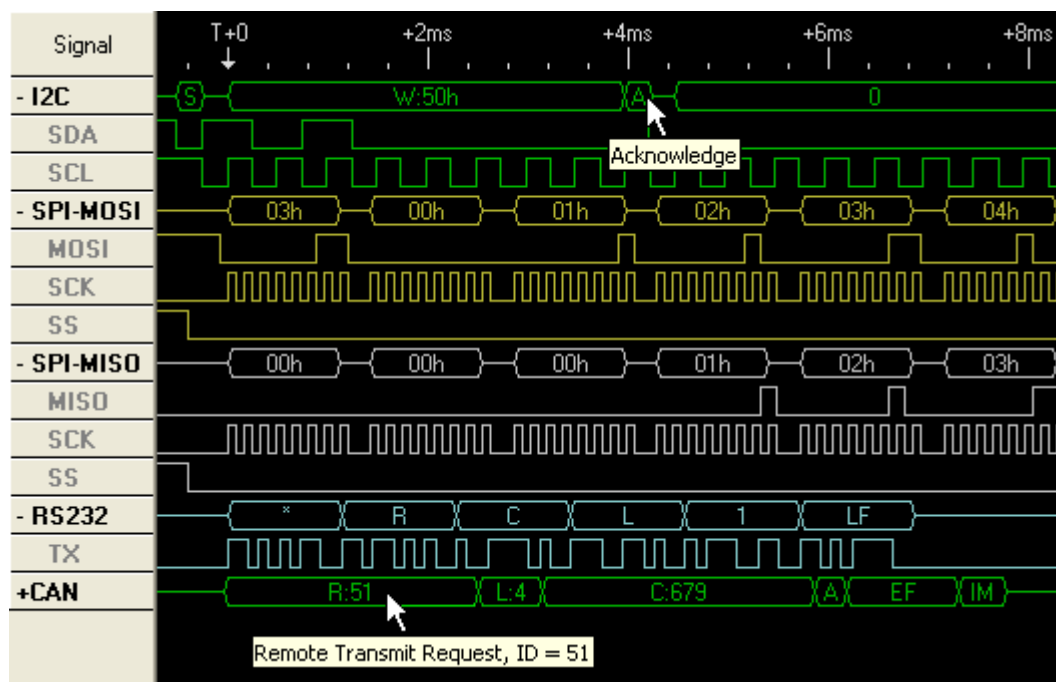 Signal T+0 +2ms +4ms +6ms +8ms
- I2C S W:50h A 0
SDA
Acknowledge
SCL
- SPI-MOSI 03h 00h 01h 02h 03h 04h
MOSI
SCK
SS
- SPI-MISO 00h 00h 00h 01h 02h 03h
MISO
SCK
SS
- RS232 * R C L 1 LF
TX
+CAN R:51 L:4 C:679 A EF IM
Remote Transmit Request, ID = 51